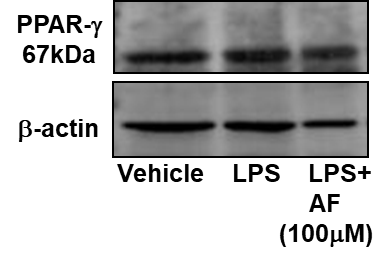 PPAR-γ
67kDa
β-actin
Vehicle LPS LPS+
AF
(100µM)